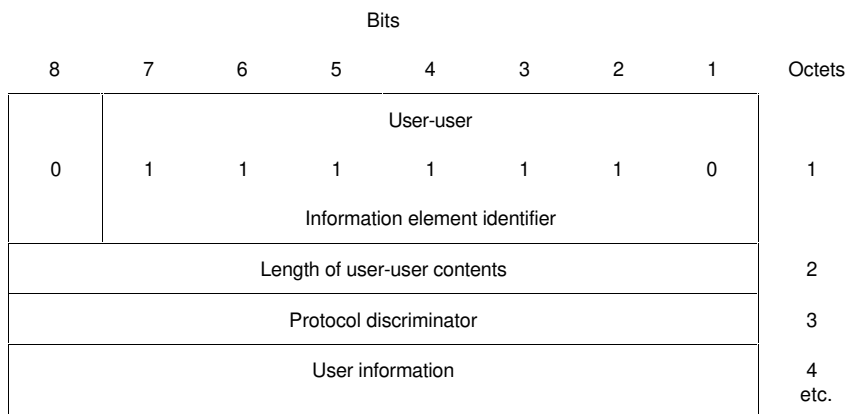 Bits
8 7 6 5 4 3 2 1 Octets
User-user
0 1 1 1 1 1 1 0 1
Information element identifier
Length of user-user contents 2
Protocol discriminator 3
User information 4
etc.